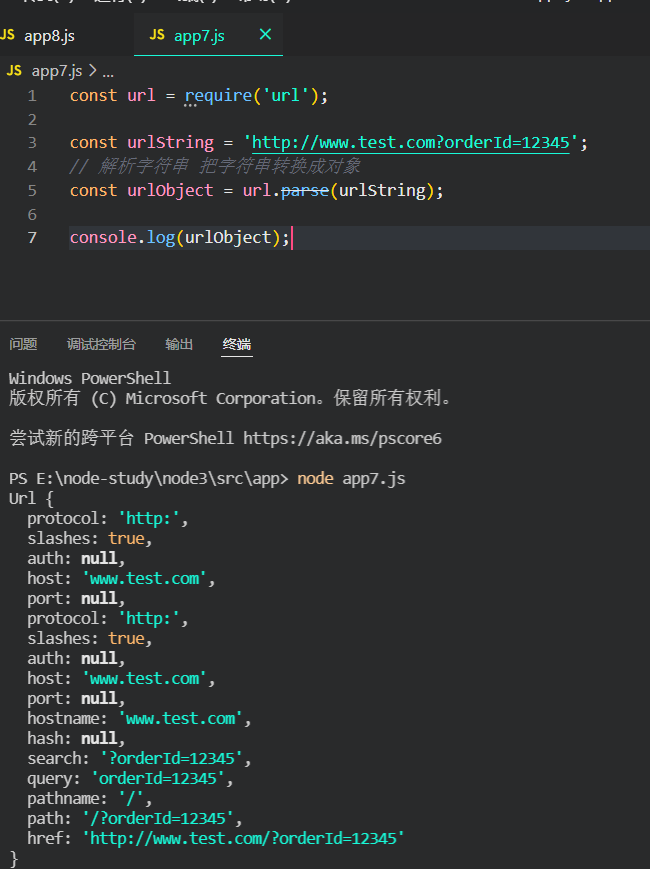 JS app8.js JS app7.js ×
JS app7.js > ...
1 const url = require('url');
2
3 const urlString = 'http://www.test.com?orderId=12345';
4 // 解析字符串 把字符串转换成对象
5 const urlObject = url.parse(urlString);
6
7 console.log(urlObject);
问题 调试控制台 输出 终端
Windows PowerShell
版权所有 (C) Microsoft Corporation。保留所有权利。
尝试新的跨平台 PowerShell https://aka.ms/pscore6
PS E:\node-study\node3\src\app> node app7.js
Url {
  protocol: 'http:',
  slashes: true,
  auth: null,
  host: 'www.test.com',
  port: null,
  protocol: 'http:',
  slashes: true,
  auth: null,
  host: 'www.test.com',
  port: null,
  hostname: 'www.test.com',
  hash: null,
  search: '?orderId=12345',
  query: 'orderId=12345',
  pathname: '/',
  path: '/?orderId=12345',
  href: 'http://www.test.com/?orderId=12345'
}